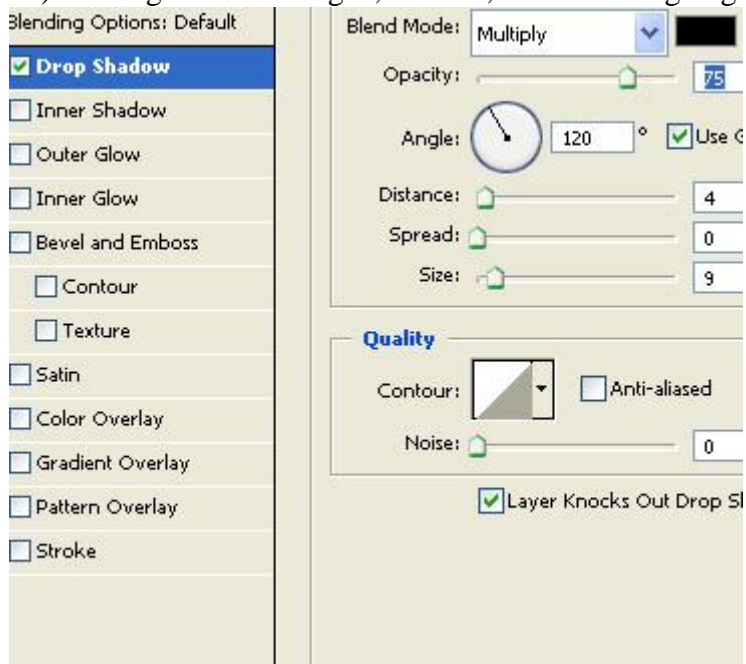 Blending Options: Default
Drop Shadow
Inner Shadow
Outer Glow
Inner Glow
Bevel and Emboss
Contour
Texture
Satin
Color Overlay
Gradient Overlay
Pattern Overlay
Stroke
Blend Mode: Multiply
Opacity: 75
Angle: 120 ° Use G
Distance: 4
Spread: 0
Size: 9
Quality
Contour: Anti-aliased
Noise: 0
Layer Knocks Out Drop